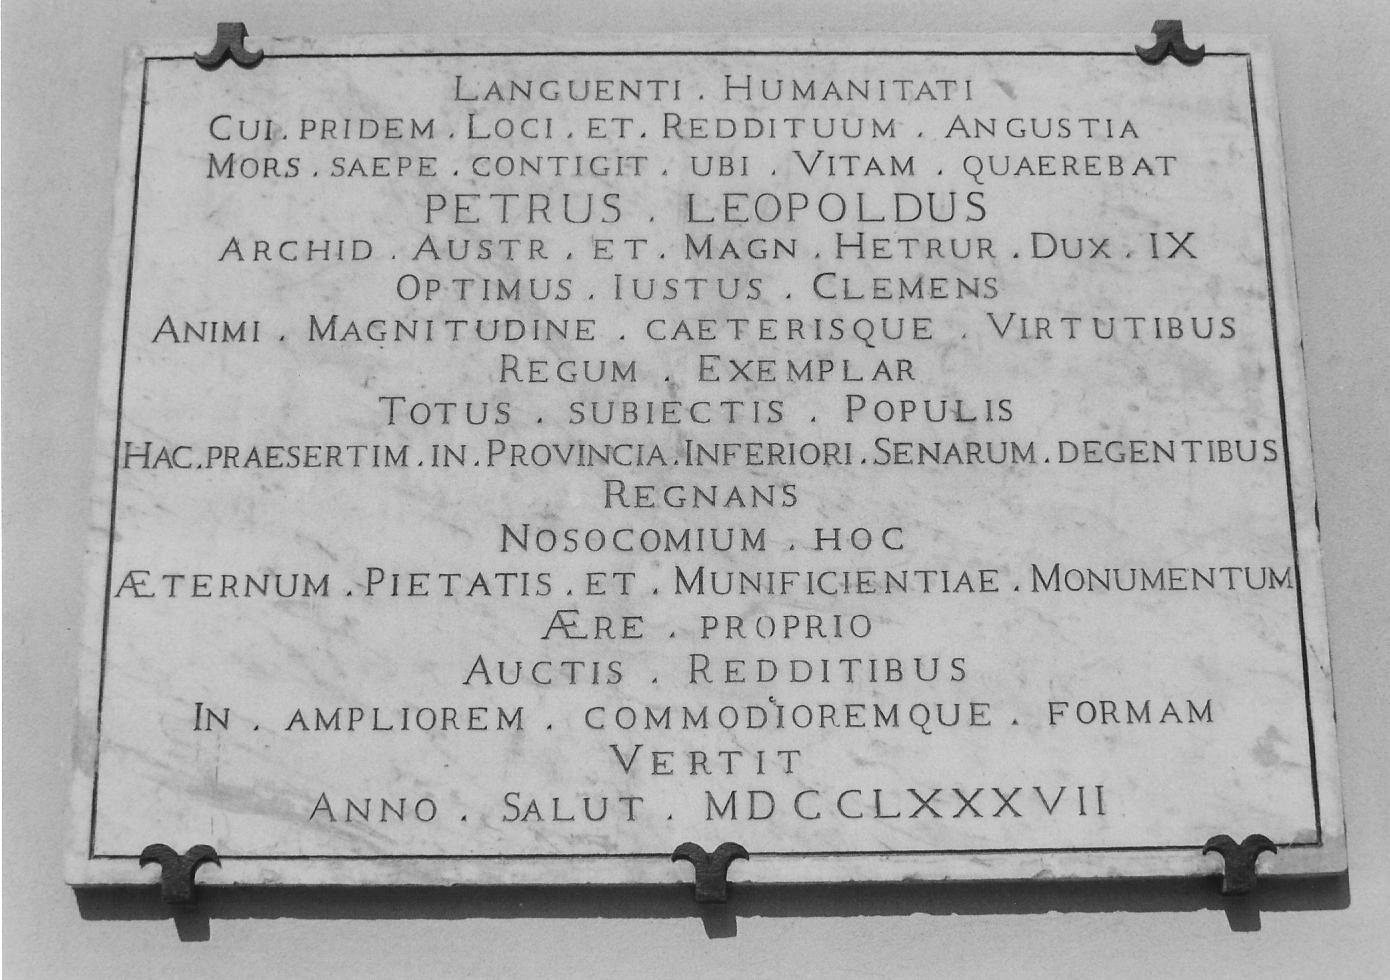 LANGUENTI . HUMANITATI
CUI . PRIDEM . LOCI . ET . REDDITUUM . ANGUSTIA
MORS . SAEPE . CONTIGIT . UBI . VITAM . QUAEREBAT
PETRUS . LEOPOLDUS
ARCHID . AUSTR . ET . MAGN . HETRUR . DUX . IX
OPTIMUS . IUSTUS . CLEMENS
ANIMI . MAGNITUDINE . CAETERISQUE . VIRTUTIBUS
REGUM . EXEMPLAR
TOTUS . SUBIECTIS . POPULIS
HAC . PRAESERTIM . IN . PROVINCIA . INFERIORI . SENARUM . DEGENTIBUS
REGNANS
NOSOCOMIUM . HOC
ÆTERNUM . PIETATIS . ET . MUNIFICIENTIAE . MONUMENTUM
ÆRE . PROPRIO
AUCTIS . REDDITIBUS
IN . AMPLIOREM . COMMODIOREMQUE . FORMAM
VERTIT
ANNO . SALUT . MDCCLXXXVII